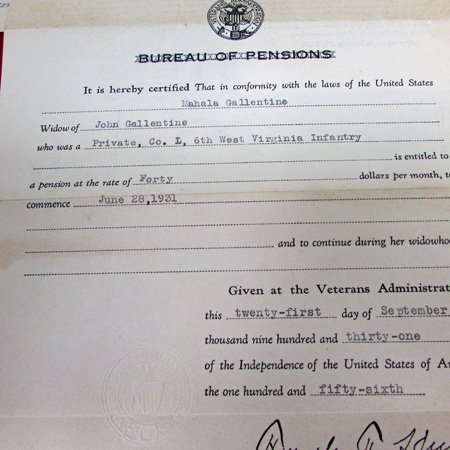 BUREAU OF PENSIONS
It is hereby certified That in conformity with the laws of the United States
Mahala Gallentine
Widow of John Gallentine
who was a Private, Co. L, 6th West Virginia Infantry
is entitled to
a pension at the rate of Forty dollars per month, to
commence June 28,1931
and to continue during her widowho
Given at the Veterans Administrat
this twenty-first day of September
thousand nine hundred and thirty-one
of the Independence of the United States of A
the one hundred and fifty-sixth